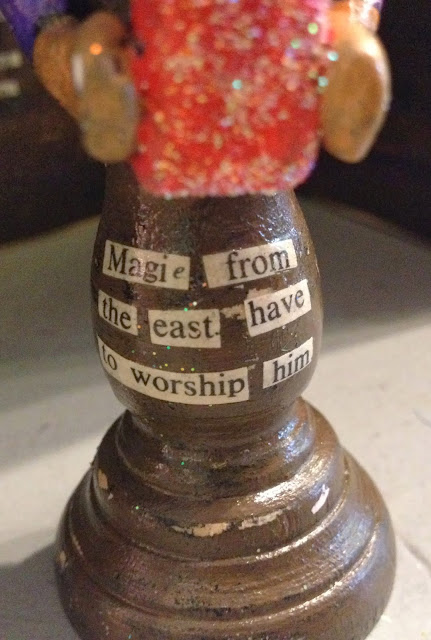 Magie from
the east. have
to worship him